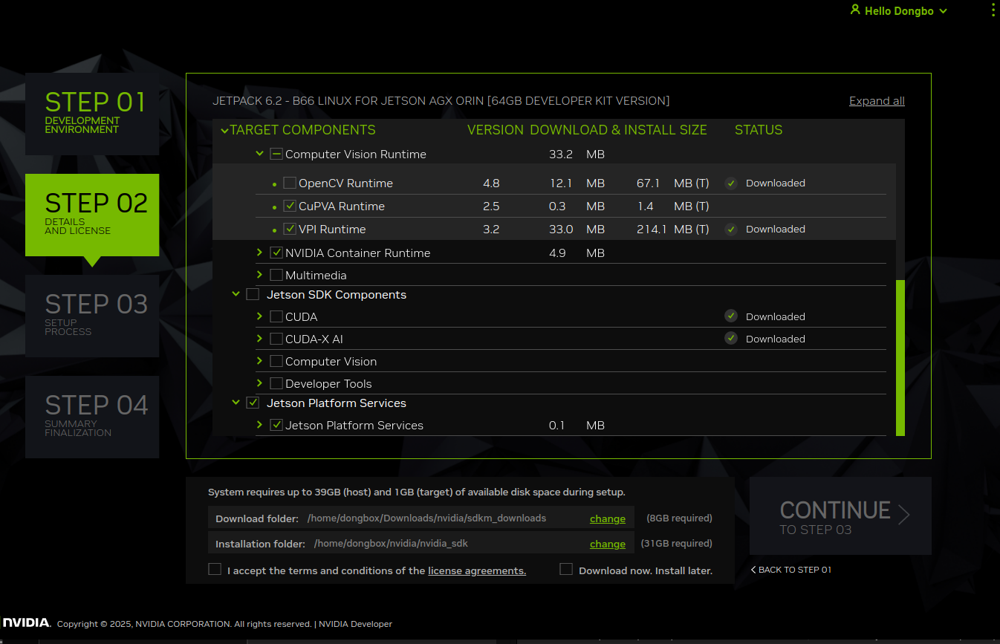 Hello Dongbo
STEP 01
DEVELOPMENT
ENVIRONMENT
STEP 02
DETAILS
AND LICENSE
STEP 03
SETUP
PROCESS
STEP 04
SUMMARY
FINALIZATION
JETPACK 6.2 - B66 LINUX FOR JETSON AGX ORIN [64GB DEVELOPER KIT VERSION] Expand all
TARGET COMPONENTS VERSION DOWNLOAD & INSTALL SIZE STATUS
Computer Vision Runtime 33.2 MB
OpenCV Runtime 4.8 12.1 MB 67.1 MB (T) Downloaded
CuPVA Runtime 2.5 0.3 MB 1.4 MB (T)
VPI Runtime 3.2 33.0 MB 214.1 MB (T) Downloaded
NVIDIA Container Runtime 4.9 MB
Multimedia
Jetson SDK Components
CUDA Downloaded
CUDA-X AI Downloaded
Computer Vision
Developer Tools
Jetson Platform Services
Jetson Platform Services 0.1 MB
System requires up to 39GB (host) and 1GB (target) of available disk space during setup.
Download folder: /home/dongbox/Downloads/nvidia/sdkm_downloads change (8GB required)
Installation folder: /home/dongbox/nvidia/nvidia_sdk change (31GB required)
I accept the terms and conditions of the license agreements. Download now. Install later.
CONTINUE
TO STEP 03
BACK TO STEP 01
NVIDIA. Copyright © 2025, NVIDIA CORPORATION. All rights reserved. | NVIDIA Developer